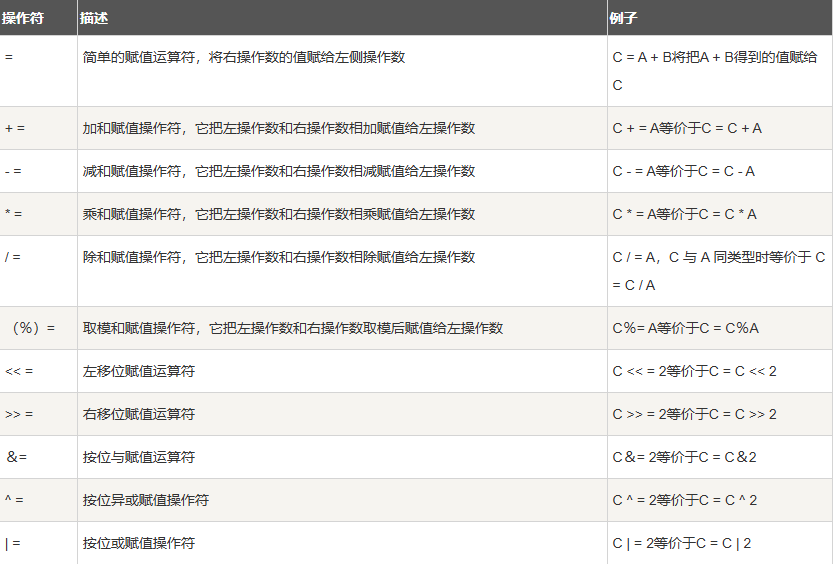 操作符 描述 例子
= 简单的赋值运算符，将右操作数的值赋给左侧操作数 C = A + B将把A + B得到的值赋给
C
+ = 加和赋值操作符，它把左操作数和右操作数相加赋值给左操作数 C + = A等价于C = C + A
- = 减和赋值操作符，它把左操作数和右操作数相减赋值给左操作数 C - = A等价于C = C - A
* = 乘和赋值操作符，它把左操作数和右操作数相乘赋值给左操作数 C * = A等价于C = C * A
/ = 除和赋值操作符，它把左操作数和右操作数相除赋值给左操作数 C / = A，C 与 A 同类型时等价于 C
= C / A
（％）= 取模和赋值操作符，它把左操作数和右操作数取模后赋值给左操作数 C％= A等价于C = C％A
<< = 左移位赋值运算符 C << = 2等价于C = C << 2
>> = 右移位赋值运算符 C >> = 2等价于C = C >> 2
＆= 按位与赋值运算符 C＆= 2等价于C = C＆2
^ = 按位异或赋值操作符 C ^ = 2等价于C = C ^ 2
| = 按位或赋值操作符 C | = 2等价于C = C | 2